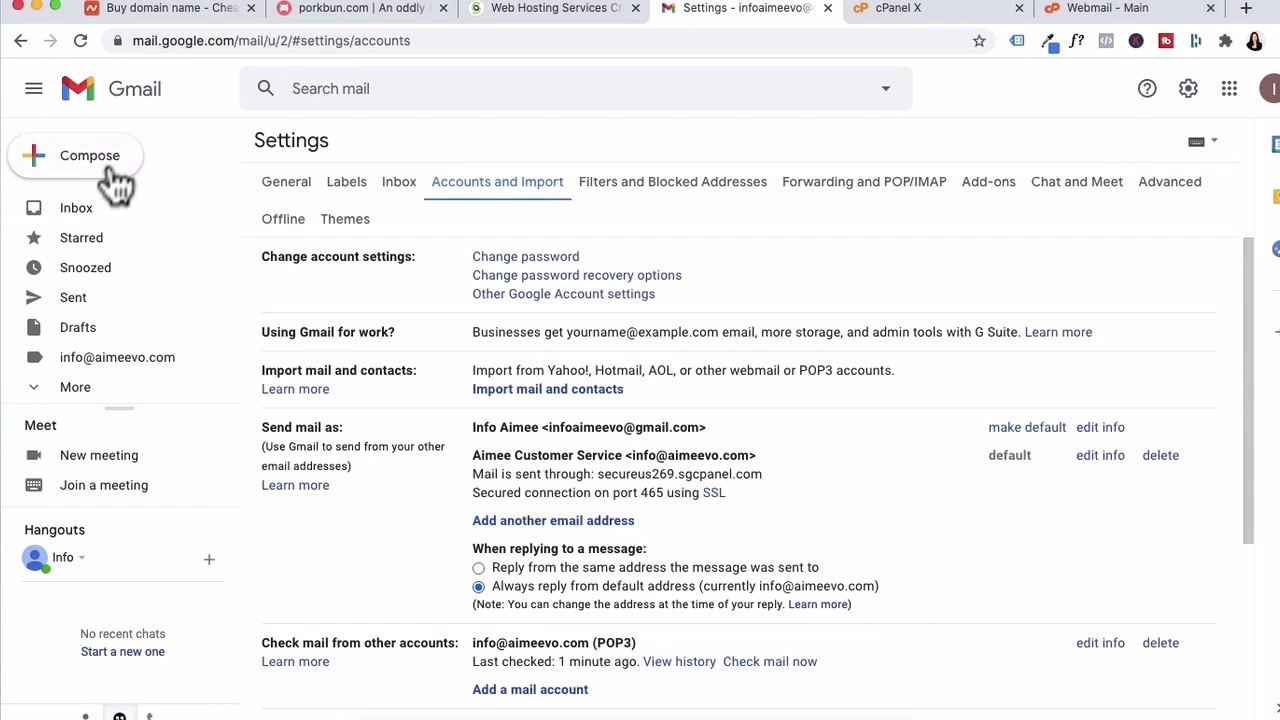 Buy domain name - Chea
porkbun.com | An oddly s
Web Hosting Services Cr
Settings - infoaimeevo@g
cPanel X
Webmail - Main
mail.google.com/mail/u/2/#settings/accounts
f?
Gmail
Search mail
I
Compose
Inbox
Starred
Snoozed
Sent
Drafts
info@aimeevo.com
More
Meet
New meeting
Join a meeting
Hangouts
Info
No recent chats
Start a new one
Settings
General Labels Inbox Accounts and Import Filters and Blocked Addresses Forwarding and POP/IMAP Add-ons Chat and Meet Advanced
Offline Themes
Change account settings: Change password
Change password recovery options
Other Google Account settings
Using Gmail for work? Businesses get yourname@example.com email, more storage, and admin tools with G Suite. Learn more
Import mail and contacts: Import from Yahoo!, Hotmail, AOL, or other webmail or POP3 accounts.
Learn more Import mail and contacts
Send mail as: Info Aimee <infoaimeevo@gmail.com> make default edit info
(Use Gmail to send from your other
email addresses)
Learn more
Aimee Customer Service <info@aimeevo.com> default edit info delete
Mail is sent through: secureus269.sgcpanel.com
Secured connection on port 465 using SSL
Add another email address
When replying to a message:
Reply from the same address the message was sent to
Always reply from default address (currently info@aimeevo.com)
(Note: You can change the address at the time of your reply. Learn more)
Check mail from other accounts: info@aimeevo.com (POP3) edit info delete
Learn more Last checked: 1 minute ago. View history Check mail now
Add a mail account